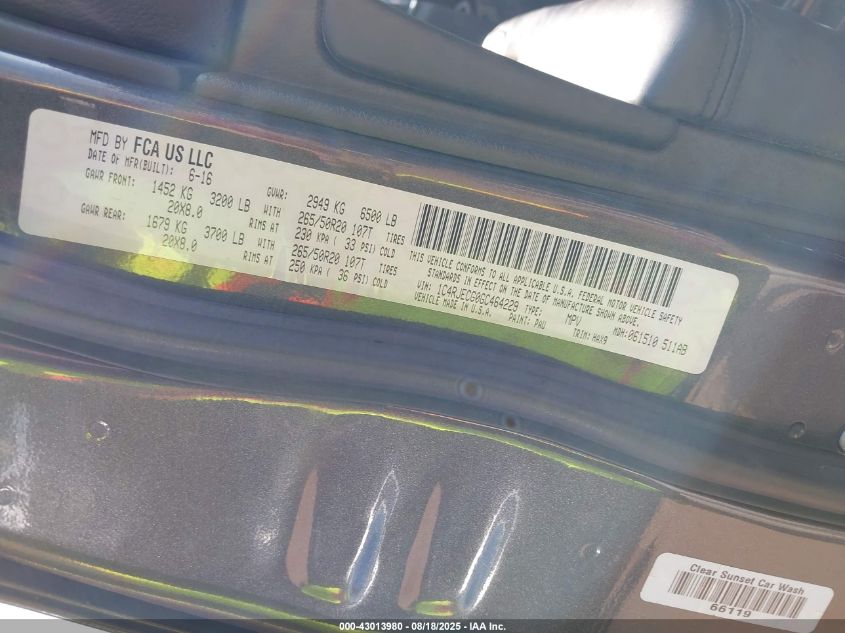 MFD BY FCA US LLC
DATE OF MFR(BUILT): 6-16
GVWR: 2949 KG 6500 LB
GAWR FRONT: 1452 KG 3200 LB WITH 265/50R20 107T TIRES
20X8.0 RIMS AT 230 KPA ( 33 PSI) COLD
GAWR REAR: 1679 KG 3700 LB WITH 265/50R20 107T TIRES
20X8.0 RIMS AT 250 KPA ( 36 PSI) COLD
THIS VEHICLE CONFORMS TO ALL APPLICABLE U.S.A. FEDERAL MOTOR VEHICLE SAFETY
STANDARDS IN EFFECT ON THE DATE OF MANUFACTURE SHOWN ABOVE.
VIN: 1C4RJECG0GC464229 TYPE: MPV MDH: 061510 511AB
VEHICLE MADE IN U.S.A. PAINT: PAU TRIM: HAX9
Clear Sunset Car Wash
66119
000-43013980 - 08/18/2025 - IAA Inc.